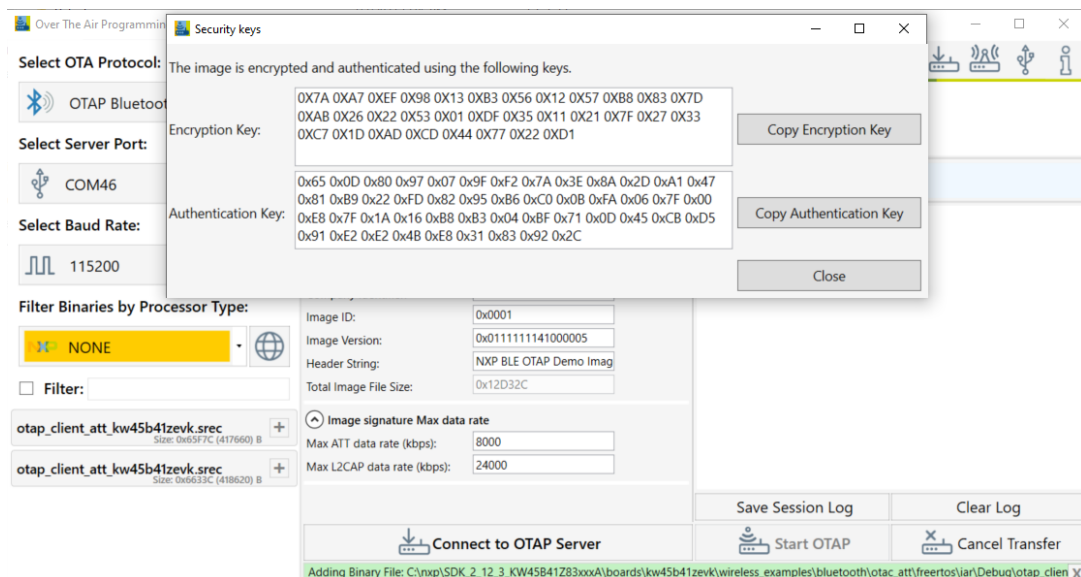 Over The Air Programmin
Security keys
Select OTA Protocol:
The image is encrypted and authenticated using the following keys.
OTAP Bluetoot
Encryption Key:
0X7A 0XA7 0XEF 0X98 0X13 0XB3 0X56 0X12 0X57 0XB8 0X83 0X7D
0XAB 0X26 0X22 0X53 0X01 0XDF 0X35 0X11 0X21 0X7F 0X27 0X33
0XC7 0X1D 0XAD 0XCD 0X44 0X77 0X22 0XD1
Copy Encryption Key
Select Server Port:
COM46
Authentication Key:
0x65 0x0D 0x80 0x97 0x07 0x9F 0xF2 0x7A 0x3E 0x8A 0x2D 0xA1 0x47
0x81 0xB9 0x22 0xFD 0x82 0x95 0xB6 0xC0 0x0B 0xFA 0x06 0x7F 0x00
0xE8 0x7F 0x1A 0x16 0xB8 0xB3 0x04 0xBF 0x71 0x0D 0x45 0xCB 0xD5
0x91 0xE2 0xE2 0x4B 0xE8 0x31 0x83 0x92 0x2C
Copy Authentication Key
Select Baud Rate:
115200
Close
Filter Binaries by Processor Type:
NXP NONE
Filter:
otap_client_att_kw45b41zevk.srec
Size: 0x65F7C (417660) B
otap_client_att_kw45b41zevk.srec
Size: 0x6633C (418620) B
Image ID: 0x0001
Image Version: 0x0111111141000005
Header String: NXP BLE OTAP Demo Imag
Total Image File Size: 0x12D32C
Image signature Max data rate
Max ATT data rate (kbps): 8000
Max L2CAP data rate (kbps): 24000
Save Session Log
Clear Log
Connect to OTAP Server
Start OTAP
Cancel Transfer
Adding Binary File: C:\nxp\SDK_2_12_3_KW45B41Z83xxxA\boards\kw45b41zevk\wireless_examples\bluetooth\otac_att\freertos\iar\Debug\otap_clien